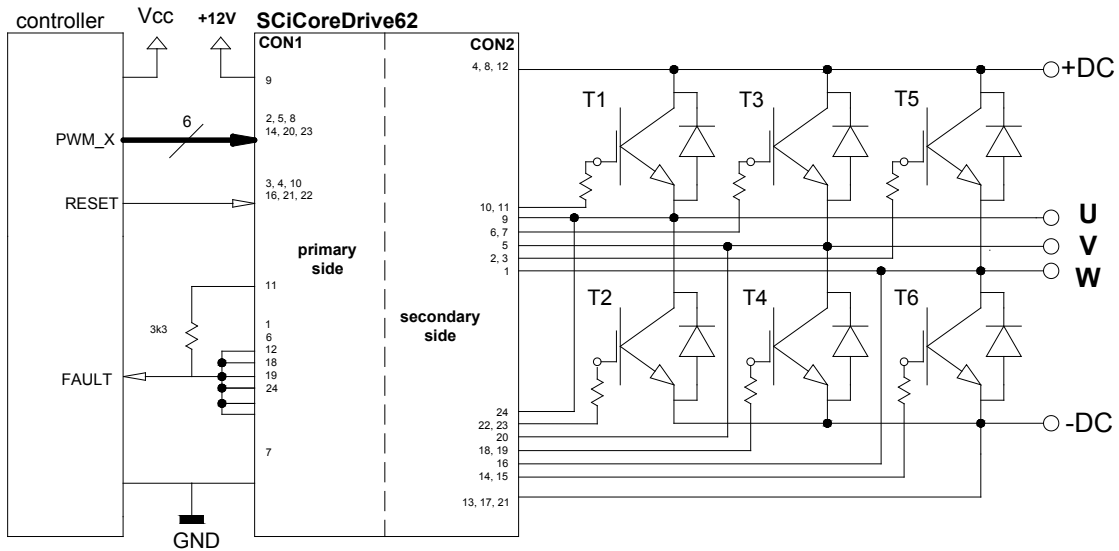 controller
Vcc
+12V
SCiCoreDrive62
CON1
CON2
4, 8, 12
+DC
9
T1
T3
T5
6
2, 5, 8
14, 20, 23
PWM_X
3, 4, 10
16, 21, 22
RESET
10, 11
9
U
6, 7
primary
side
5
V
2, 3
1
W
11
T2
T4
T6
3k3
secondary
side
1
6
12
18
19
24
FAULT
24
22, 23
-DC
20
18, 19
7
16
14, 15
13, 17, 21
GND